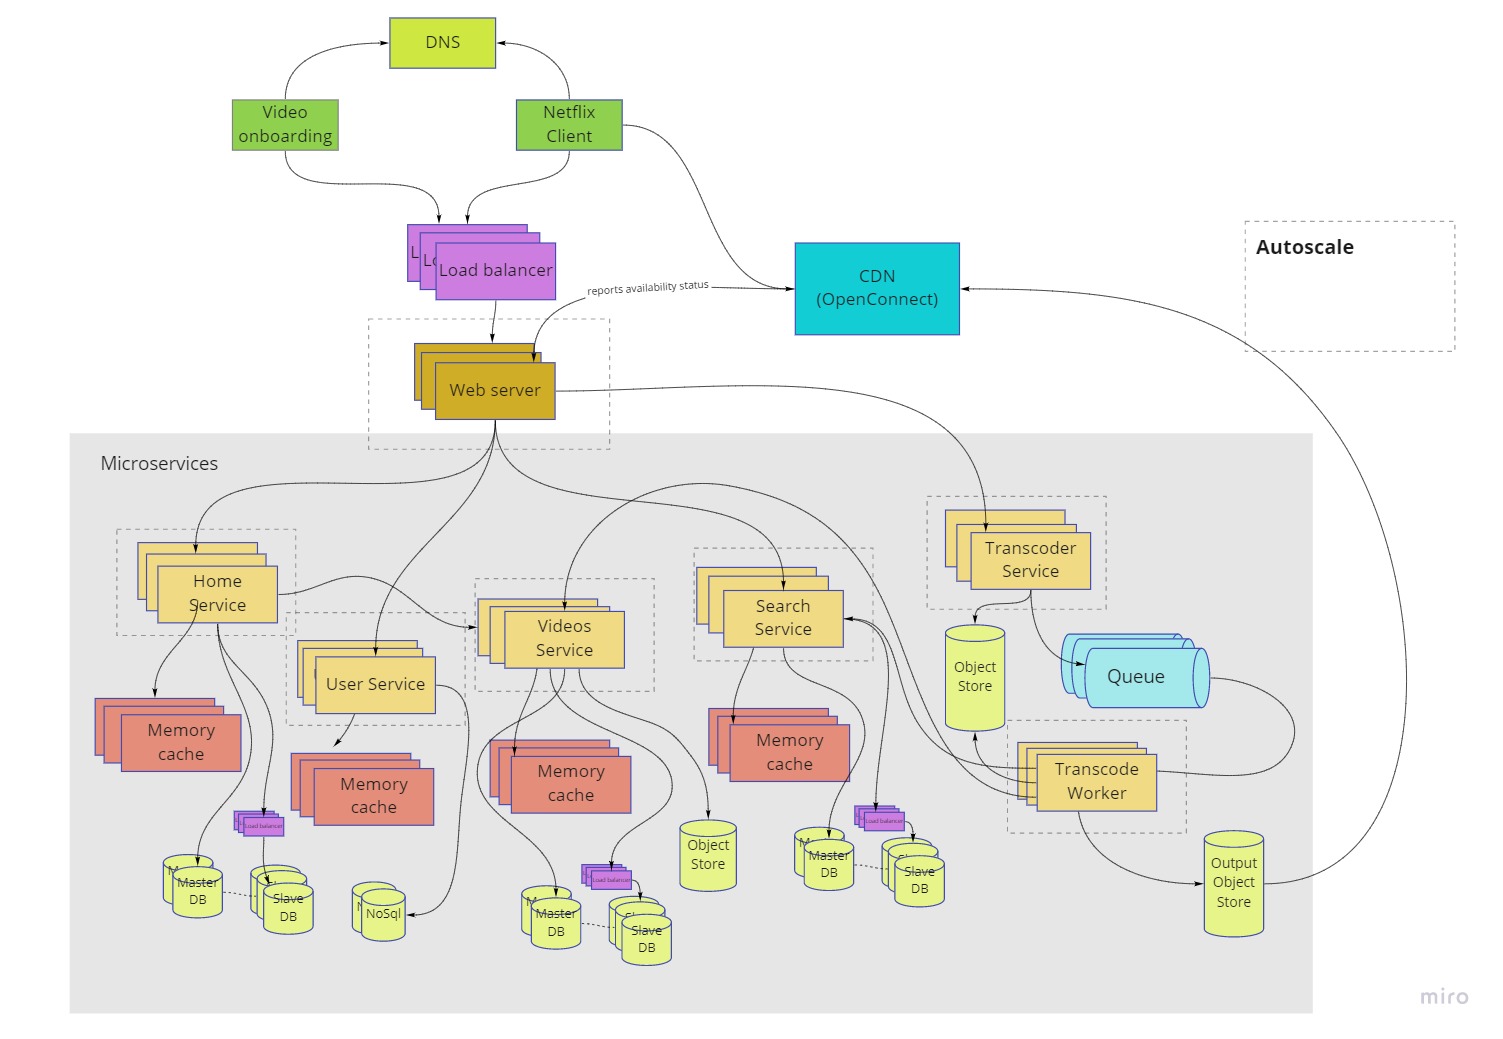 DNS
Video
onboarding
Netflix
Client
L
Lo
Load balancer
CDN
(OpenConnect)
Autoscale
reports availability status
Web server
Microservices
Home
Service
User Service
Videos
Service
Search
Service
Transcoder
Service
Object
Store
Queue
Memory
cache
Memory
cache
Memory
cache
Memory
cache
Transcode
Worker
Load balancer
Master
DB
Slave
DB
NoSql
Load balancer
Master
DB
Slave
DB
Object
Store
Load balancer
Master
DB
Slave
DB
Output
Object
Store
miro